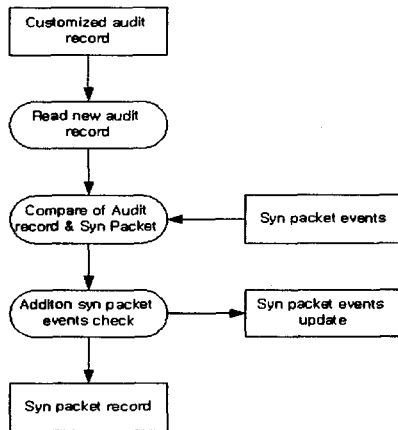 Customized audit
record
Read new audit
record
Compare of Audit
record & Syn Packet
Syn packet events
Additon syn packet
events check
Syn packet events
update
Syn packet record